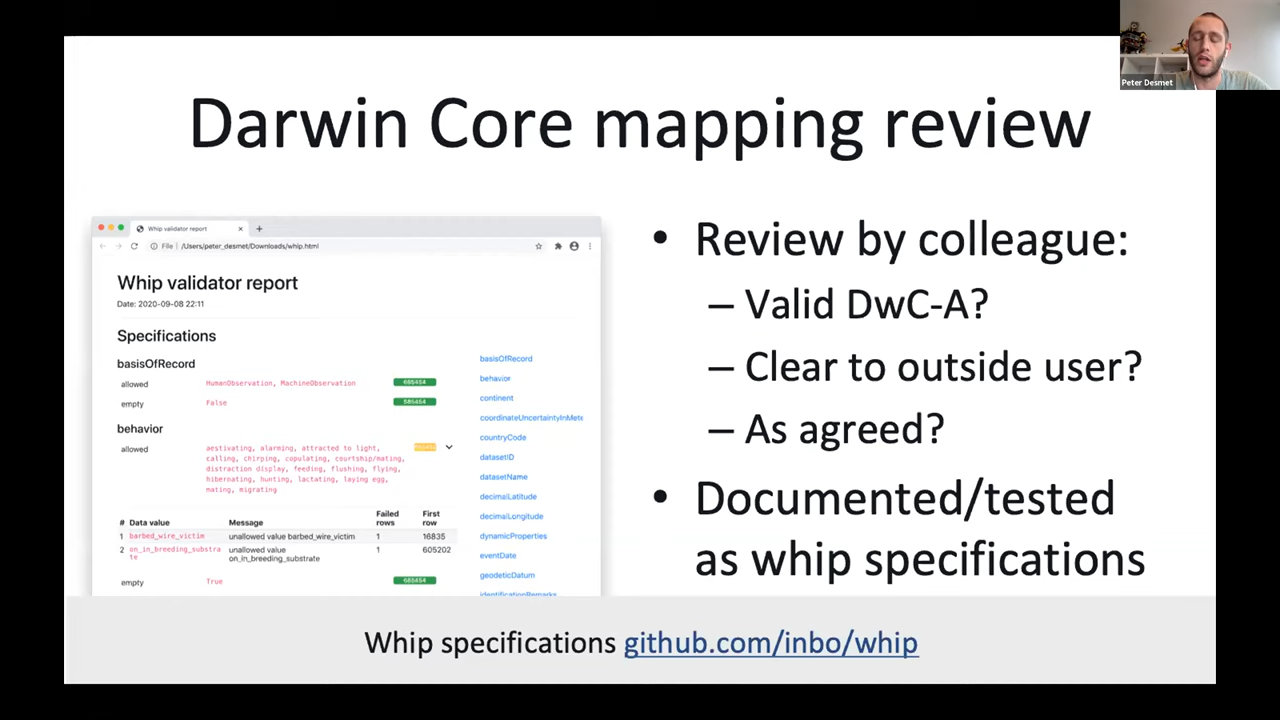 Peter Desmet
Darwin Core mapping review
Whip validator report
File | /Users/peter_desmet/Downloads/whip.html
Whip validator report
Date: 2020-09-08 22:11
Specifications
basisOfRecord
allowed HumanObservation, MachineObservation
empty False
behavior
allowed aestivating, alarming, attracted to light,
calling, chirping, copulating, courtship/mating,
distraction display, feeding, flushing, flying,
hibernating, hunting, lactating, laying egg,
mating, migrating
# Data value Message Failed rows First row
1 barbed_wire_victim unallowed value barbed_wire_victim 1 16835
2 on_in_breeding_substra unallowed value 1 605202
te on_in_breeding_substrate
empty True
basisOfRecord
behavior
continent
coordinateUncertaintyInMete
countryCode
datasetID
datasetName
decimalLatitude
decimalLongitude
dynamicProperties
eventDate
geodeticDatum
identificationRemarks
• Review by colleague:
– Valid DwC-A?
– Clear to outside user?
– As agreed?
• Documented/tested
as whip specifications
Whip specifications github.com/inbo/whip